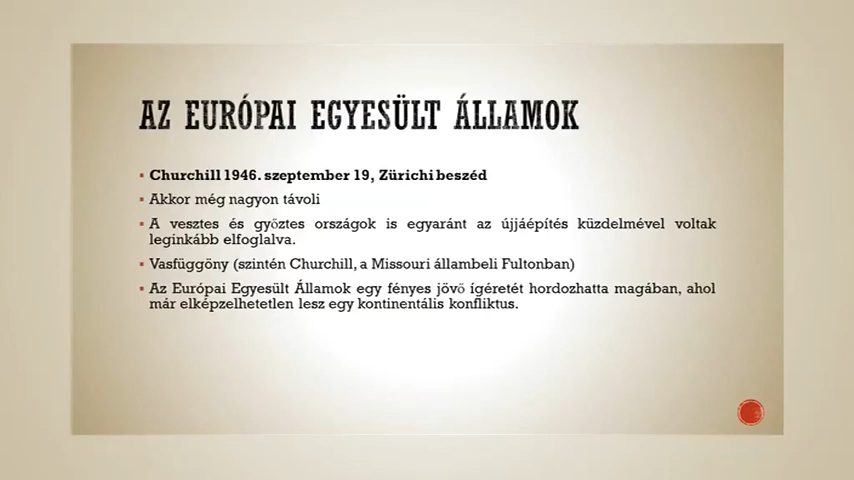 AZ EURÓPAI EGYESÜLT ÁLLAMOK
▪ Churchill 1946. szeptember 19, Zürichi beszéd
▪ Akkor még nagyon távoli
▪ A vesztes és győztes országok is egyaránt az újjáépítés küzdelmével voltak
leginkább elfoglalva.
▪ Vasfüggöny (szintén Churchill, a Missouri állambeli Fultonban)
▪ Az Európai Egyesült Államok egy fényes jövő ígéretét hordozhatta magában, ahol
már elképzelhetetlen lesz egy kontinentális konfliktus.